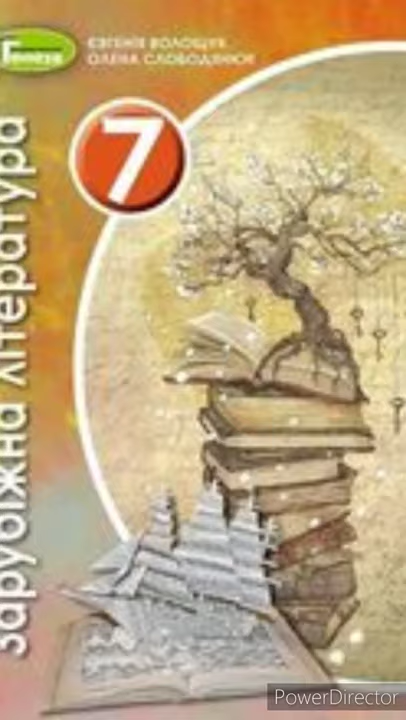 Генеза
ЄВГЕНІЯ ВОЛОЩУК
ОЛЕНА СЛОБОДЯНЮК
7
Зарубіжна література
PowerDirector